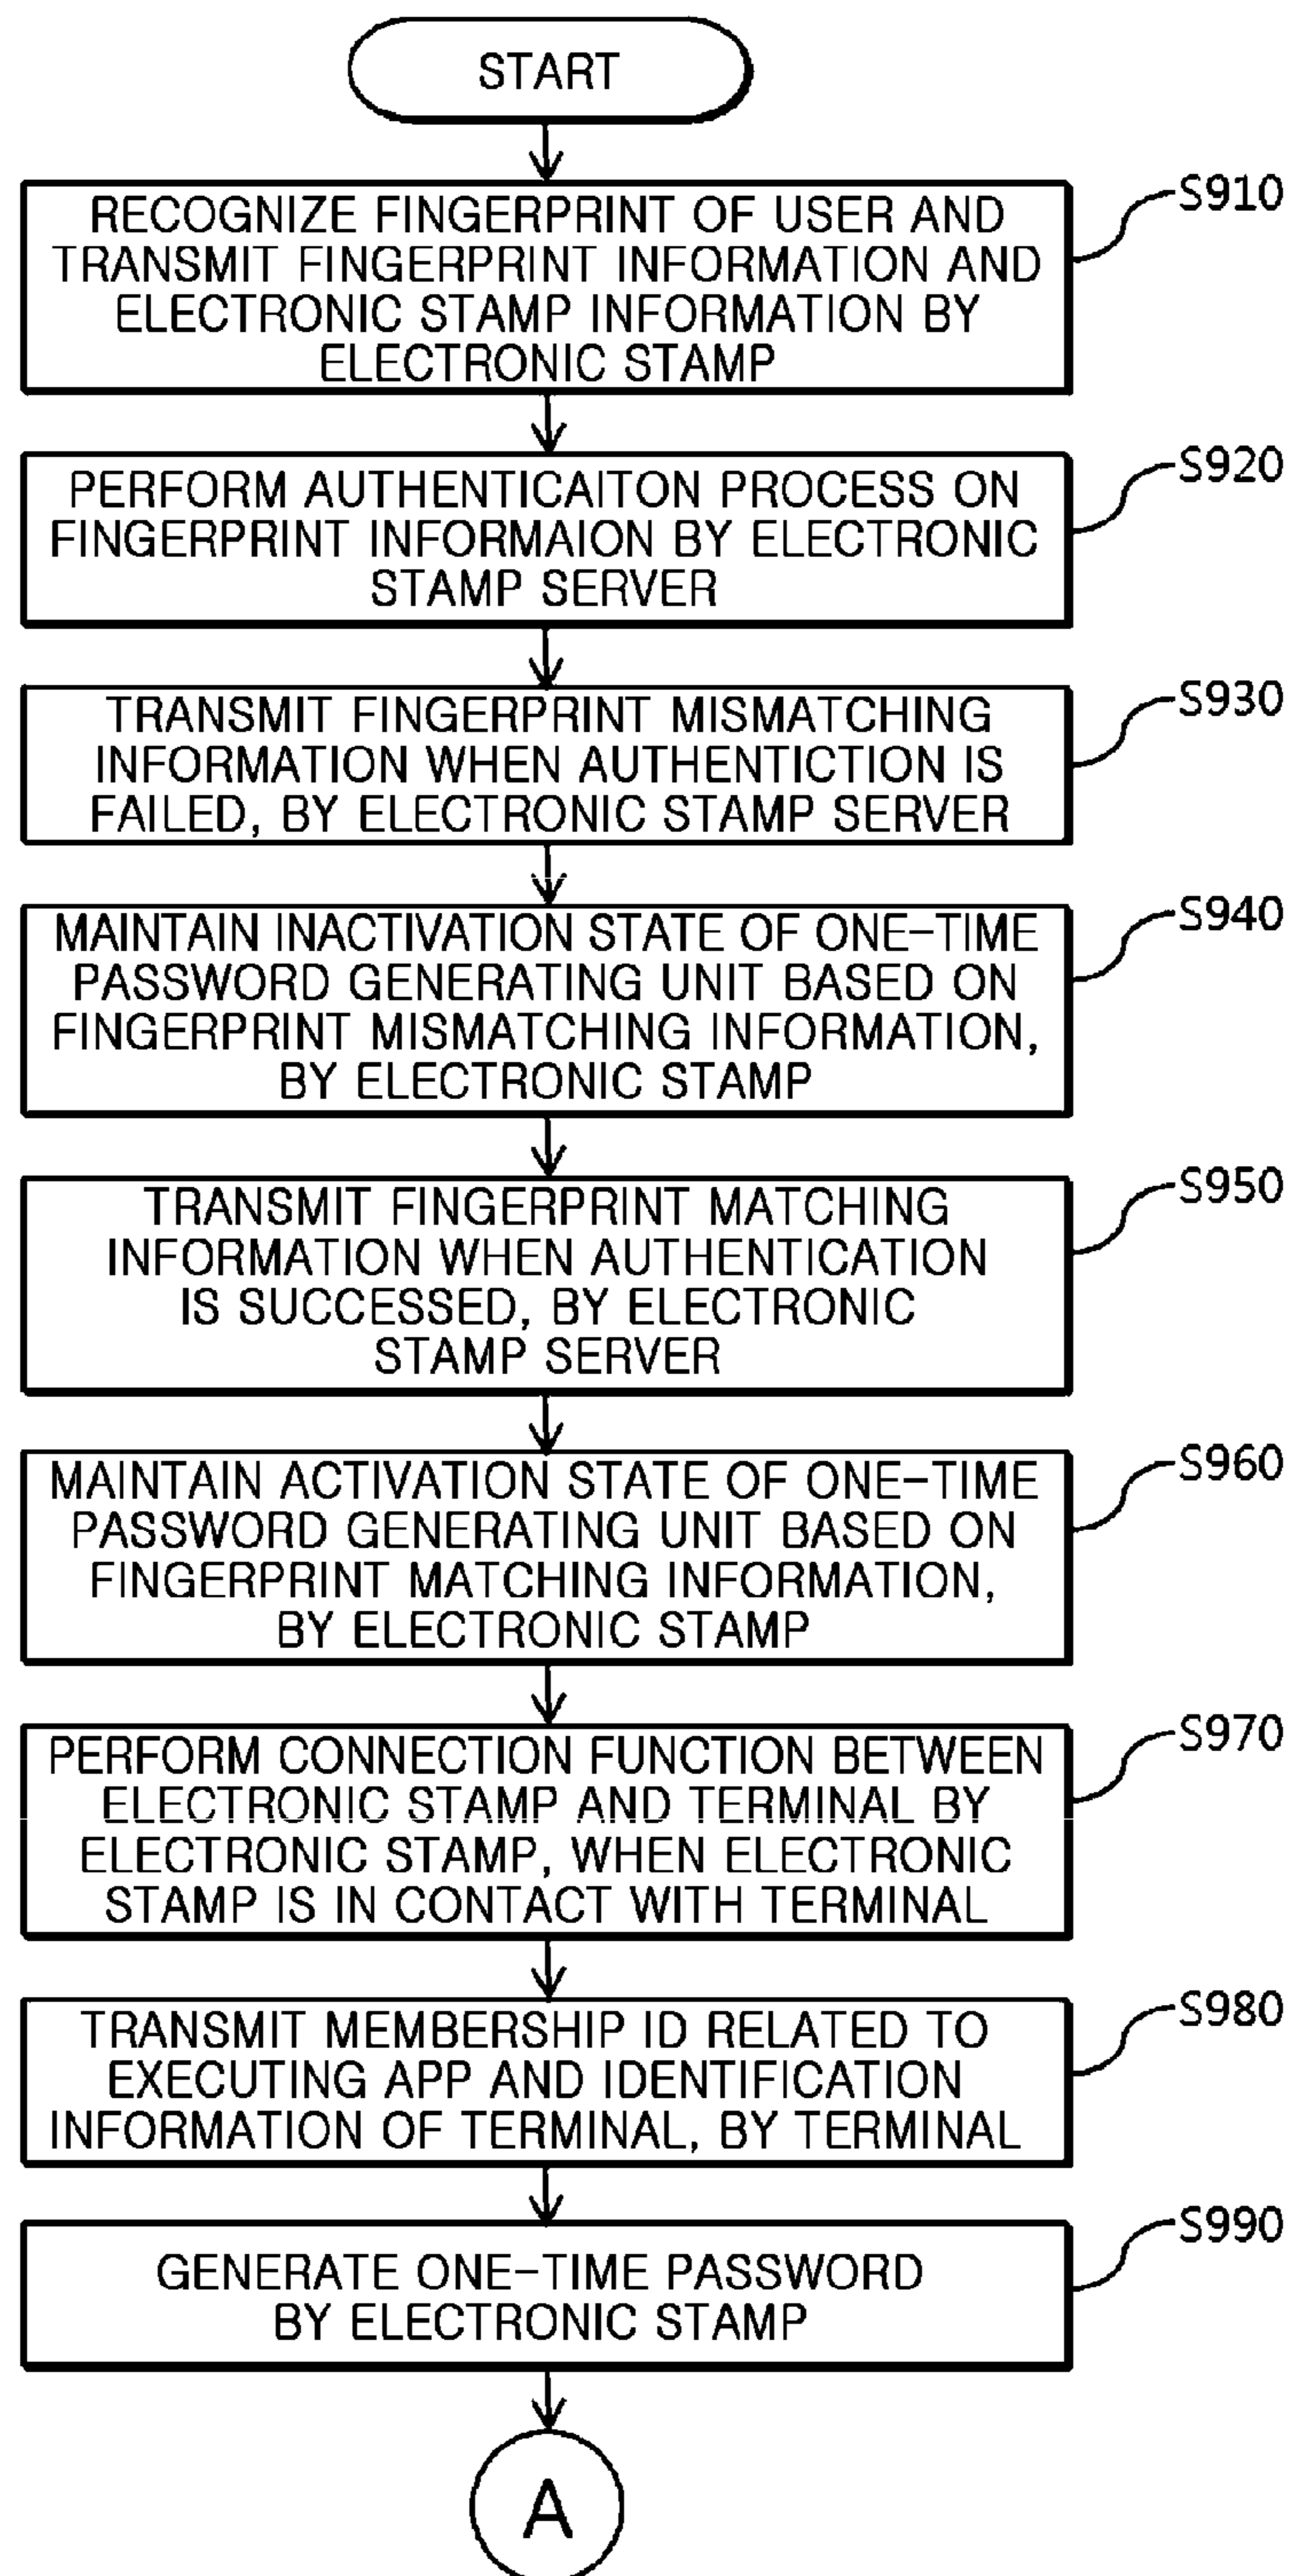 START
S910
RECOGNIZE FINGERPRINT OF USER AND
TRANSMIT FINGERPRINT INFORMATION AND
ELECTRONIC STAMP INFORMATION BY
ELECTRONIC STAMP
S920
PERFORM AUTHENTICAITON PROCESS ON
FINGERPRINT INFORMAION BY ELECTRONIC
STAMP SERVER
S930
TRANSMIT FINGERPRINT MISMATCHING
INFORMATION WHEN AUTHENTICTION IS
FAILED, BY ELECTRONIC STAMP SERVER
S940
MAINTAIN INACTIVATION STATE OF ONE-TIME
PASSWORD GENERATING UNIT BASED ON
FINGERPRINT MISMATCHING INFORMATION,
BY ELECTRONIC STAMP
S950
TRANSMIT FINGERPRINT MATCHING
INFORMATION WHEN AUTHENTICATION
IS SUCCESSED, BY ELECTRONIC
STAMP SERVER
S960
MAINTAIN ACTIVATION STATE OF ONE-TIME
PASSWORD GENERATING UNIT BASED ON
FINGERPRINT MATCHING INFORMATION,
BY ELECTRONIC STAMP
S970
PERFORM CONNECTION FUNCTION BETWEEN
ELECTRONIC STAMP AND TERMINAL BY
ELECTRONIC STAMP, WHEN ELECTRONIC
STAMP IS IN CONTACT WITH TERMINAL
S980
TRANSMIT MEMBERSHIP ID RELATED TO
EXECUTING APP AND IDENTIFICATION
INFORMATION OF TERMINAL, BY TERMINAL
S990
GENERATE ONE-TIME PASSWORD
BY ELECTRONIC STAMP
A